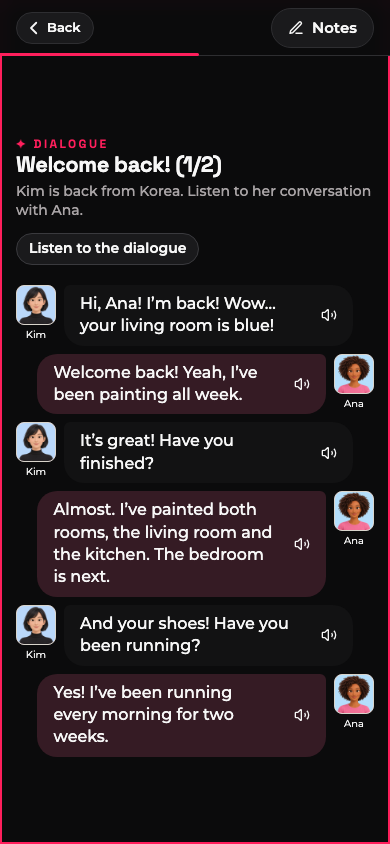 Back
Notes
DIALOGUE
Welcome back! (1/2)
Kim is back from Korea. Listen to her conversation
with Ana.
Listen to the dialogue
Hi, Ana! I’m back! Wow...
your living room is blue!
Kim
Welcome back! Yeah, I’ve
been painting all week.
Ana
It’s great! Have you
finished?
Kim
Almost. I’ve painted both
rooms, the living room and
the kitchen. The bedroom
is next.
Ana
And your shoes! Have you
been running?
Kim
Yes! I’ve been running
every morning for two
weeks.
Ana